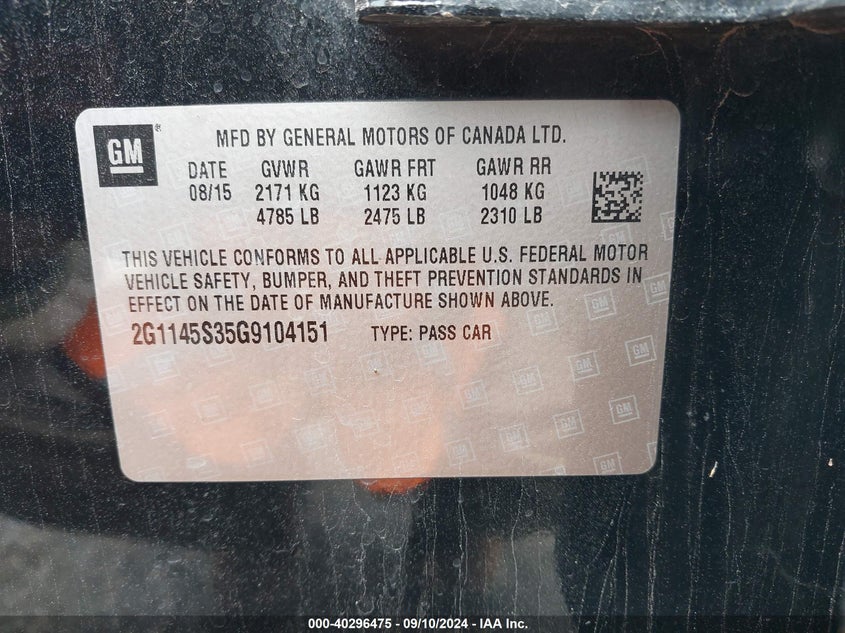 GM ®
MFD BY GENERAL MOTORS OF CANADA LTD.
DATE GVWR GAWR FRT GAWR RR
08/15 2171 KG 1123 KG 1048 KG
4785 LB 2475 LB 2310 LB
THIS VEHICLE CONFORMS TO ALL APPLICABLE U.S. FEDERAL MOTOR
VEHICLE SAFETY, BUMPER, AND THEFT PREVENTION STANDARDS IN
EFFECT ON THE DATE OF MANUFACTURE SHOWN ABOVE.
2G1145S35G9104151 TYPE: PASS CAR
000-40296475 — 09/10/2024 — IAA Inc.